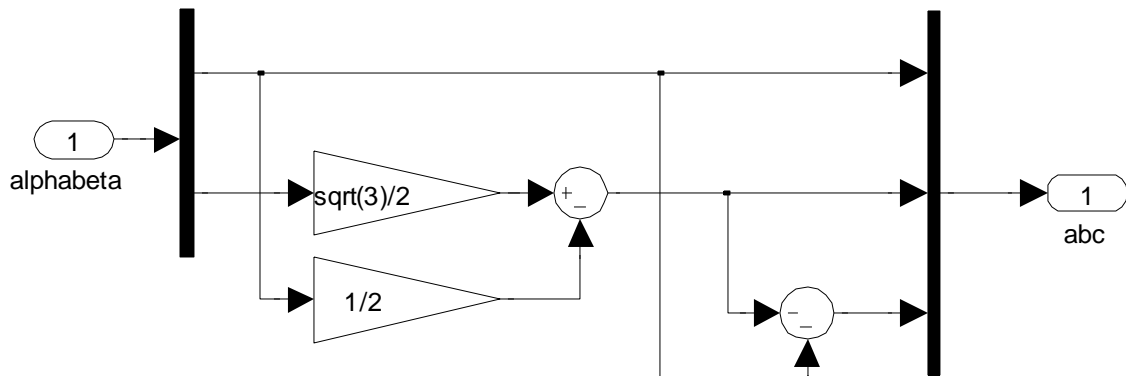 1
alphabeta
sqrt(3)/2
+
−
1/2
−
−
1
abc